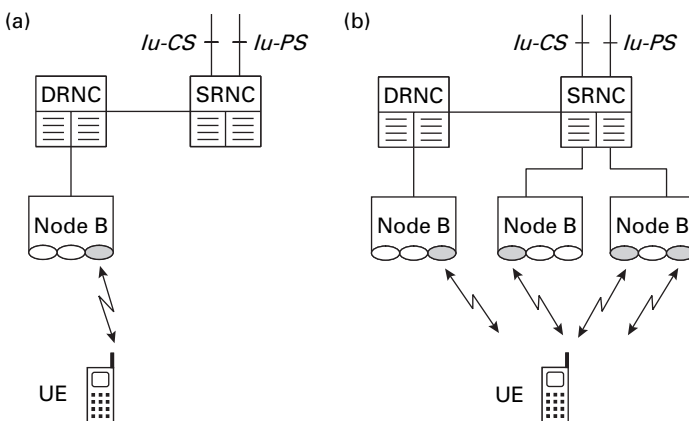 (a)
Iu-CS Iu-PS
DRNC SRNC
Node B
UE
(b)
Iu-CS Iu-PS
DRNC SRNC
Node B Node B Node B
UE